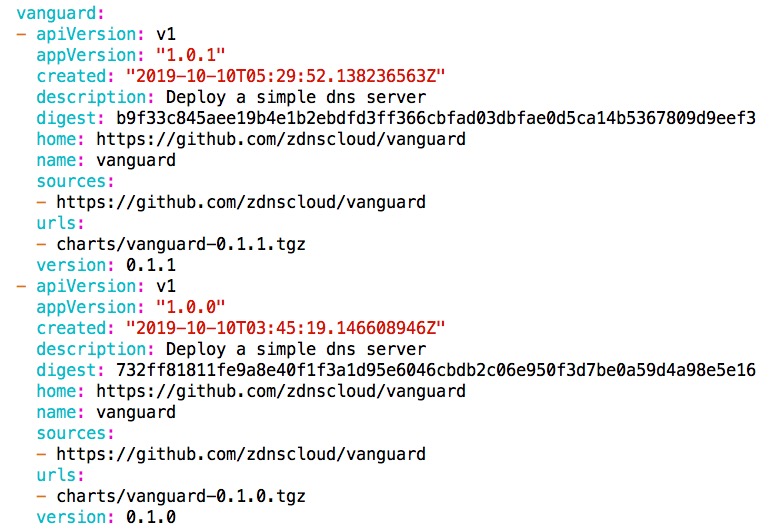 vanguard:
- apiVersion: v1
appVersion: "1.0.1"
created: "2019-10-10T05:29:52.138236563Z"
description: Deploy a simple dns server
digest: b9f33c845aee19b4e1b2ebdfd3ff366cbfad03dbfae0d5ca14b5367809d9eef3
home: https://github.com/zdnscloud/vanguard
name: vanguard
sources:
- https://github.com/zdnscloud/vanguard
urls:
- charts/vanguard-0.1.1.tgz
version: 0.1.1
- apiVersion: v1
appVersion: "1.0.0"
created: "2019-10-10T03:45:19.146608946Z"
description: Deploy a simple dns server
digest: 732ff81811fe9a8e40f1f3a1d95e6046cbdb2c06e950f3d7be0a59d4a98e5e16
home: https://github.com/zdnscloud/vanguard
name: vanguard
sources:
- https://github.com/zdnscloud/vanguard
urls:
- charts/vanguard-0.1.0.tgz
version: 0.1.0